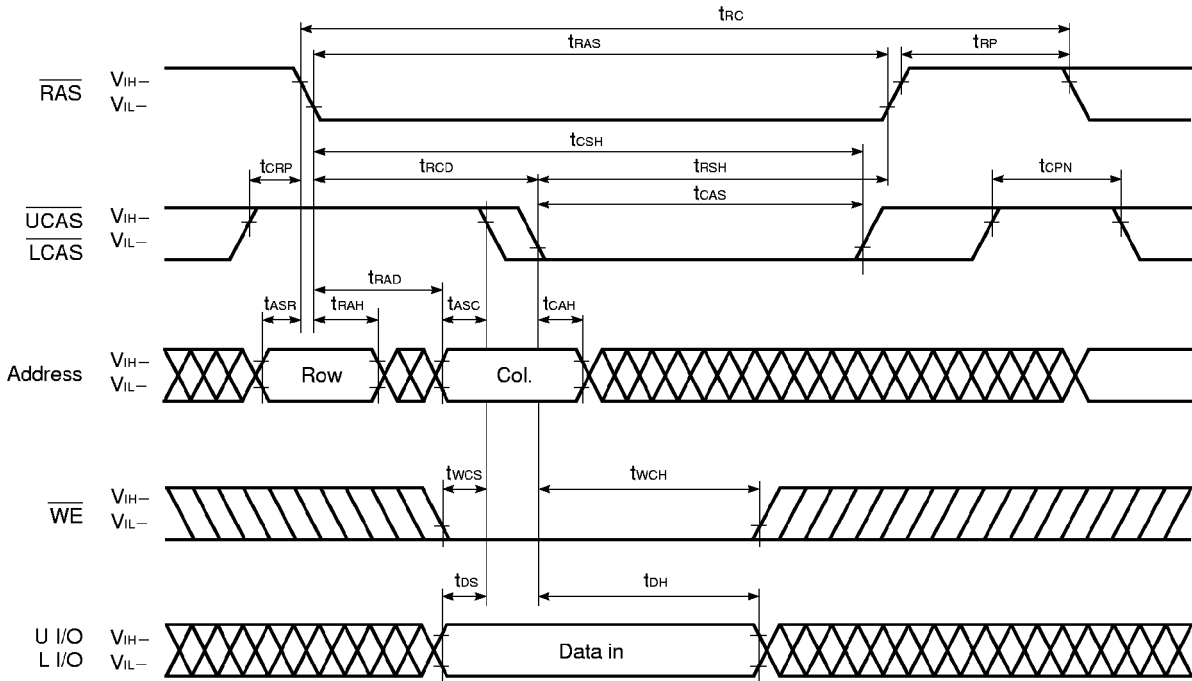 tRC
tRAS
tRP
RAS
VIH–
VIL–
tCSH
tCRP
tRCD
tRSH
tCPN
tCAS
UCAS
LCAS
VIH–
VIL–
tRAD
tASR
tRAH
tASC
tCAH
Address
VIH–
VIL–
Row
Col.
tWCS
tWCH
WE
VIH–
VIL–
tDS
tDH
U I/O
L I/O
VIH–
VIL–
Data in